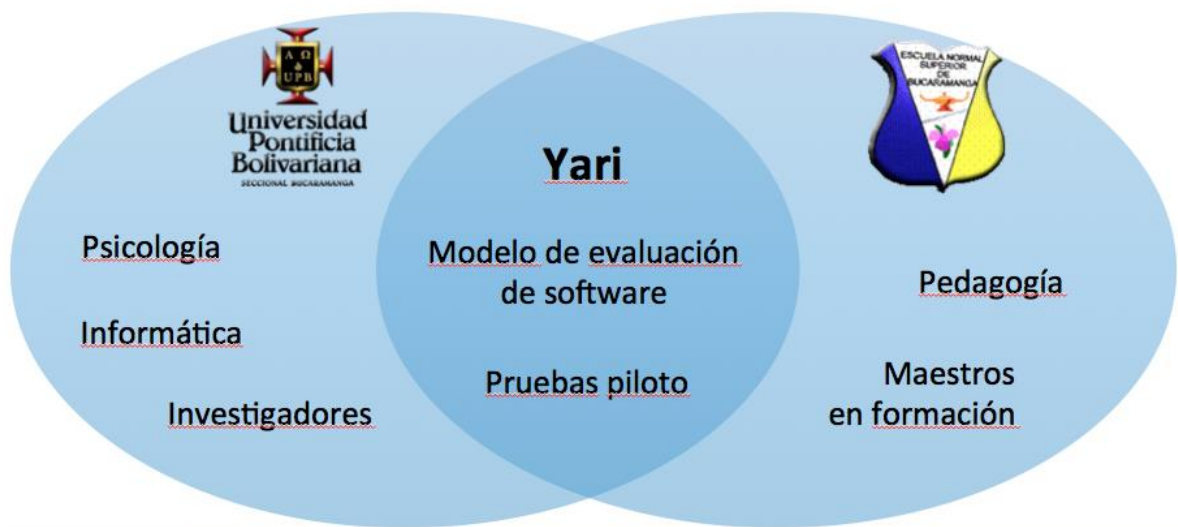 Α Ω
UPB
Universidad
Pontificia
Bolivariana
SECCIONAL BUCARAMANGA
Psicología
Informática
Investigadores
Yari
Modelo de evaluación
de software
Pruebas piloto
ESCUELA NORMAL
SUPERIOR
DE
BUCARAMANGA
Pedagogía
Maestros
en formación